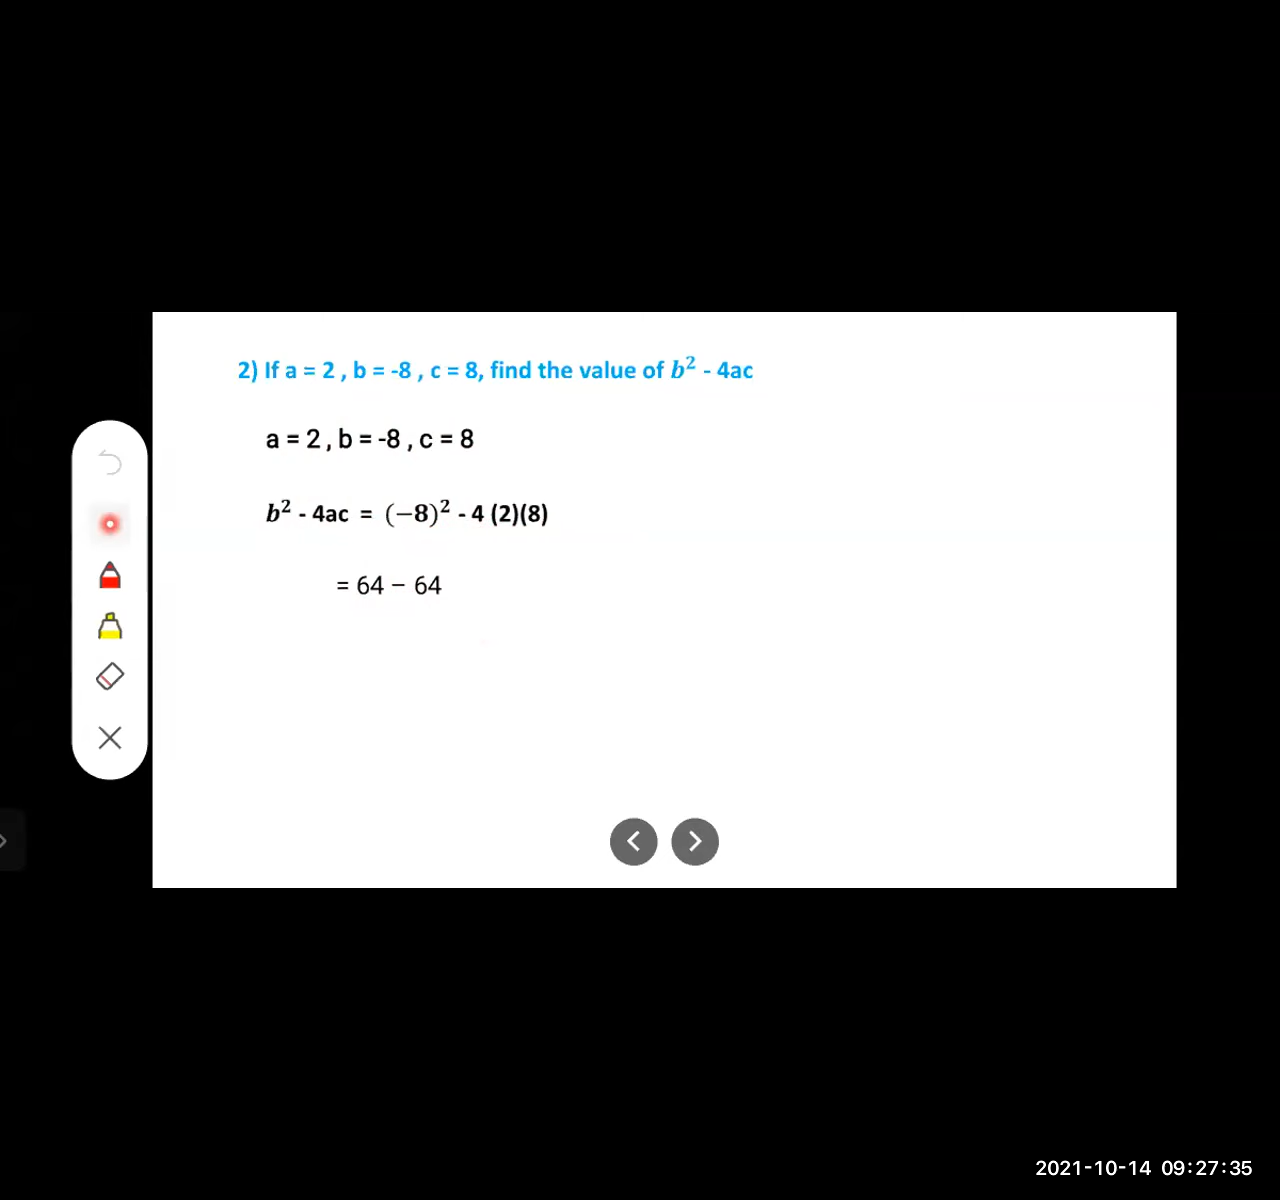 2) If a = 2 , b = -8 , c = 8, find the value of b² - 4ac
a = 2 , b = -8 , c = 8
b² - 4ac = (−8)² - 4 (2)(8)
= 64 − 64
2021-10-14 09:27:35